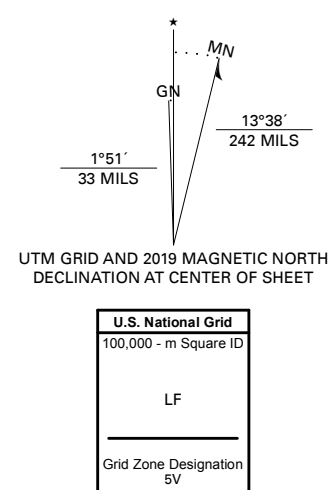 ★
MN
GN
13°38´
242 MILS
1°51´
33 MILS
UTM GRID AND 2019 MAGNETIC NORTH
DECLINATION AT CENTER OF SHEET
U.S. National Grid
100,000 - m Square ID
LF
Grid Zone Designation
5V